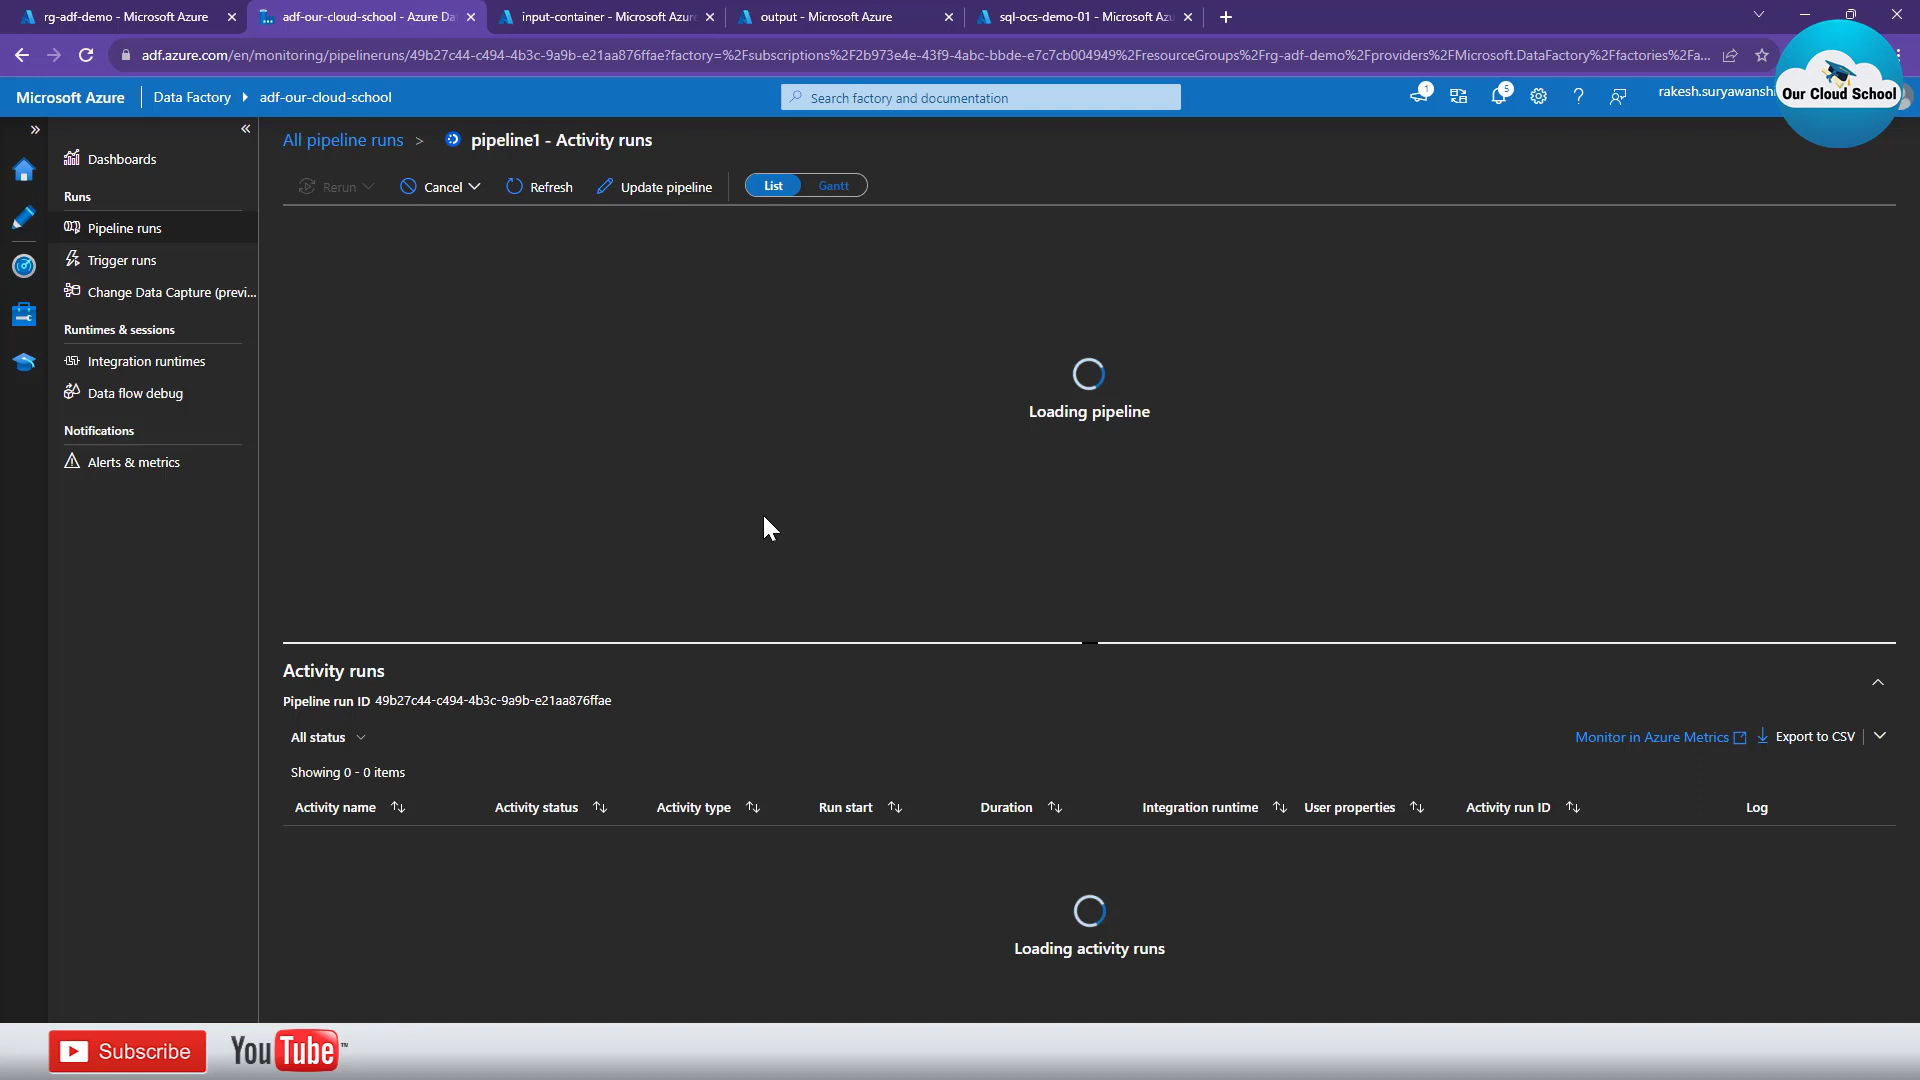 rg-adf-demo - Microsoft Azure
adf-our-cloud-school - Azure Da
input-container - Microsoft Azure
output - Microsoft Azure
sql-ocs-demo-01 - Microsoft Azu
adf.azure.com/en/monitoring/pipelineruns/49b27c44-c494-4b3c-9a9b-e21aa876ffae?factory=%2Fsubscriptions%2F2b973e4e-43f9-4abc-bbde-e7c7cb004949%2FresourceGroups%2Frg-adf-demo%2Fproviders%2FMicrosoft.DataFactory%2Ffactories%2Fa...
Microsoft Azure
Data Factory
adf-our-cloud-school
Search factory and documentation
1
5
rakesh.suryawanshi
Our Cloud School
Dashboards
Runs
Pipeline runs
Trigger runs
Change Data Capture (previ...
Runtimes & sessions
Integration runtimes
Data flow debug
Notifications
Alerts & metrics
All pipeline runs > pipeline1 - Activity runs
Rerun
Cancel
Refresh
Update pipeline
List
Gantt
Loading pipeline
Activity runs
Pipeline run ID 49b27c44-c494-4b3c-9a9b-e21aa876ffae
All status
Monitor in Azure Metrics
Export to CSV
Showing 0 - 0 items
Activity name
Activity status
Activity type
Run start
Duration
Integration runtime
User properties
Activity run ID
Log
Loading activity runs
Subscribe
YouTube™